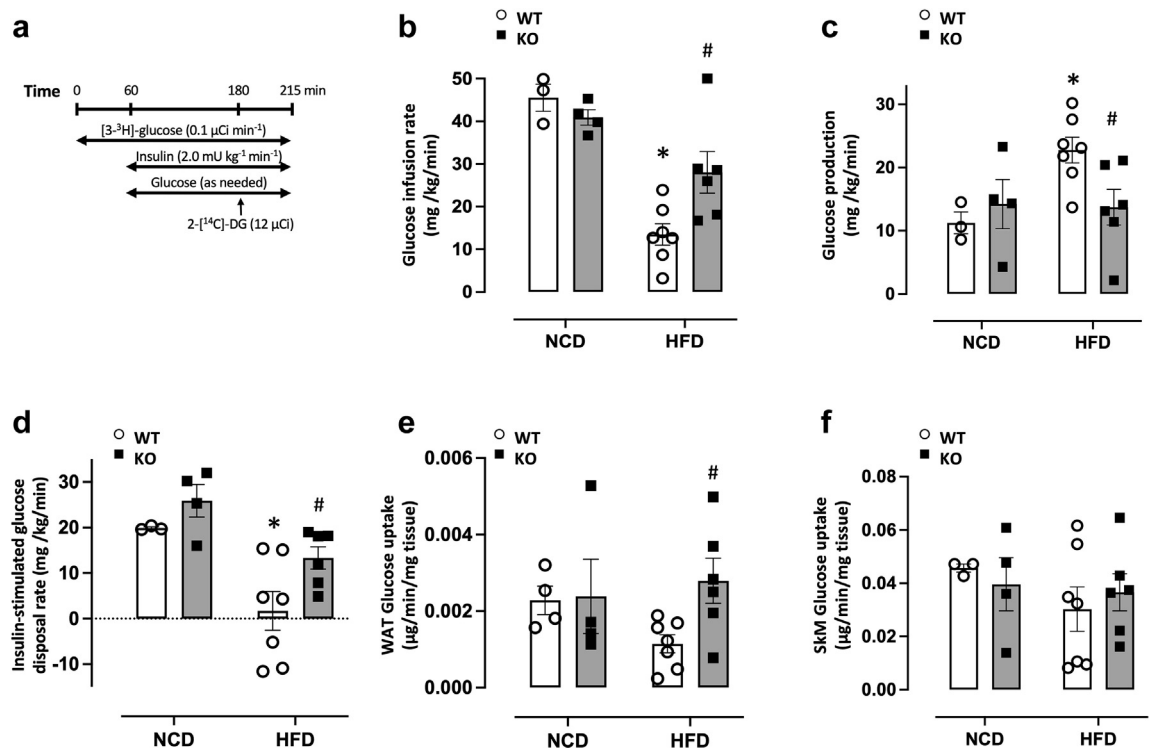 a
Time 0 60 180 215 min
[3-³H]-glucose (0.1 µCi min⁻¹)
Insulin (2.0 mU kg⁻¹ min⁻¹)
Glucose (as needed)
2-[¹⁴C]-DG (12 µCi)
b
WT
KO
Glucose infusion rate
(mg /kg/min)
50
40
30
20
10
0
*
#
NCD HFD
c
WT
KO
Glucose production
(mg /kg/min)
30
20
10
0
*
#
NCD HFD
d
WT
KO
Insulin-stimulated glucose
disposal rate (mg /kg/min)
30
20
10
0
-10
*
#
NCD HFD
e
WT
KO
WAT Glucose uptake
(µg/min/mg tissue)
0.006
0.004
0.002
0.000
#
NCD HFD
f
WT
KO
SkM Glucose uptake
(µg/min/mg tissue)
0.08
0.06
0.04
0.02
0.00
NCD HFD